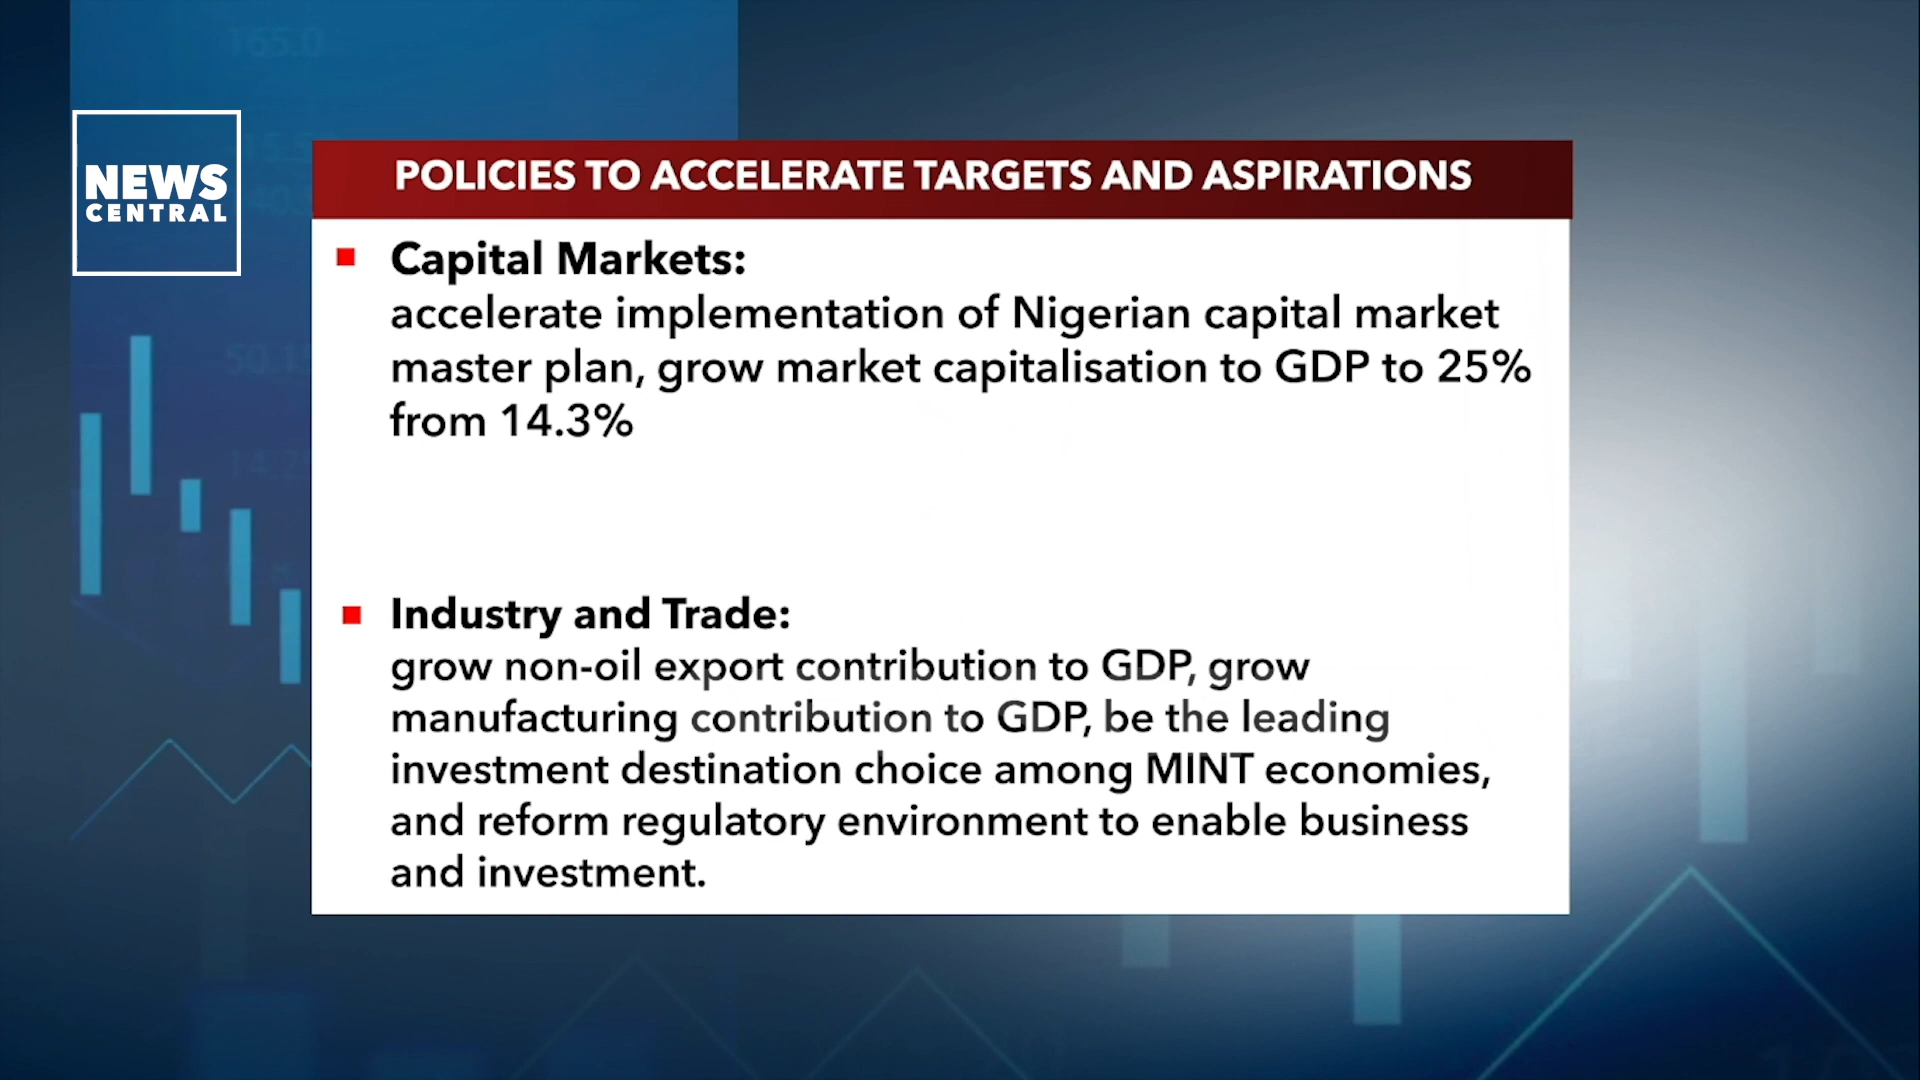 165.0
NEWS
CENTRAL
POLICIES TO ACCELERATE TARGETS AND ASPIRATIONS
Capital Markets:
accelerate implementation of Nigerian capital market
master plan, grow market capitalisation to GDP to 25%
from 14.3%
Industry and Trade:
grow non-oil export contribution to GDP, grow
manufacturing contribution to GDP, be the leading
investment destination choice among MINT economies,
and reform regulatory environment to enable business
and investment.